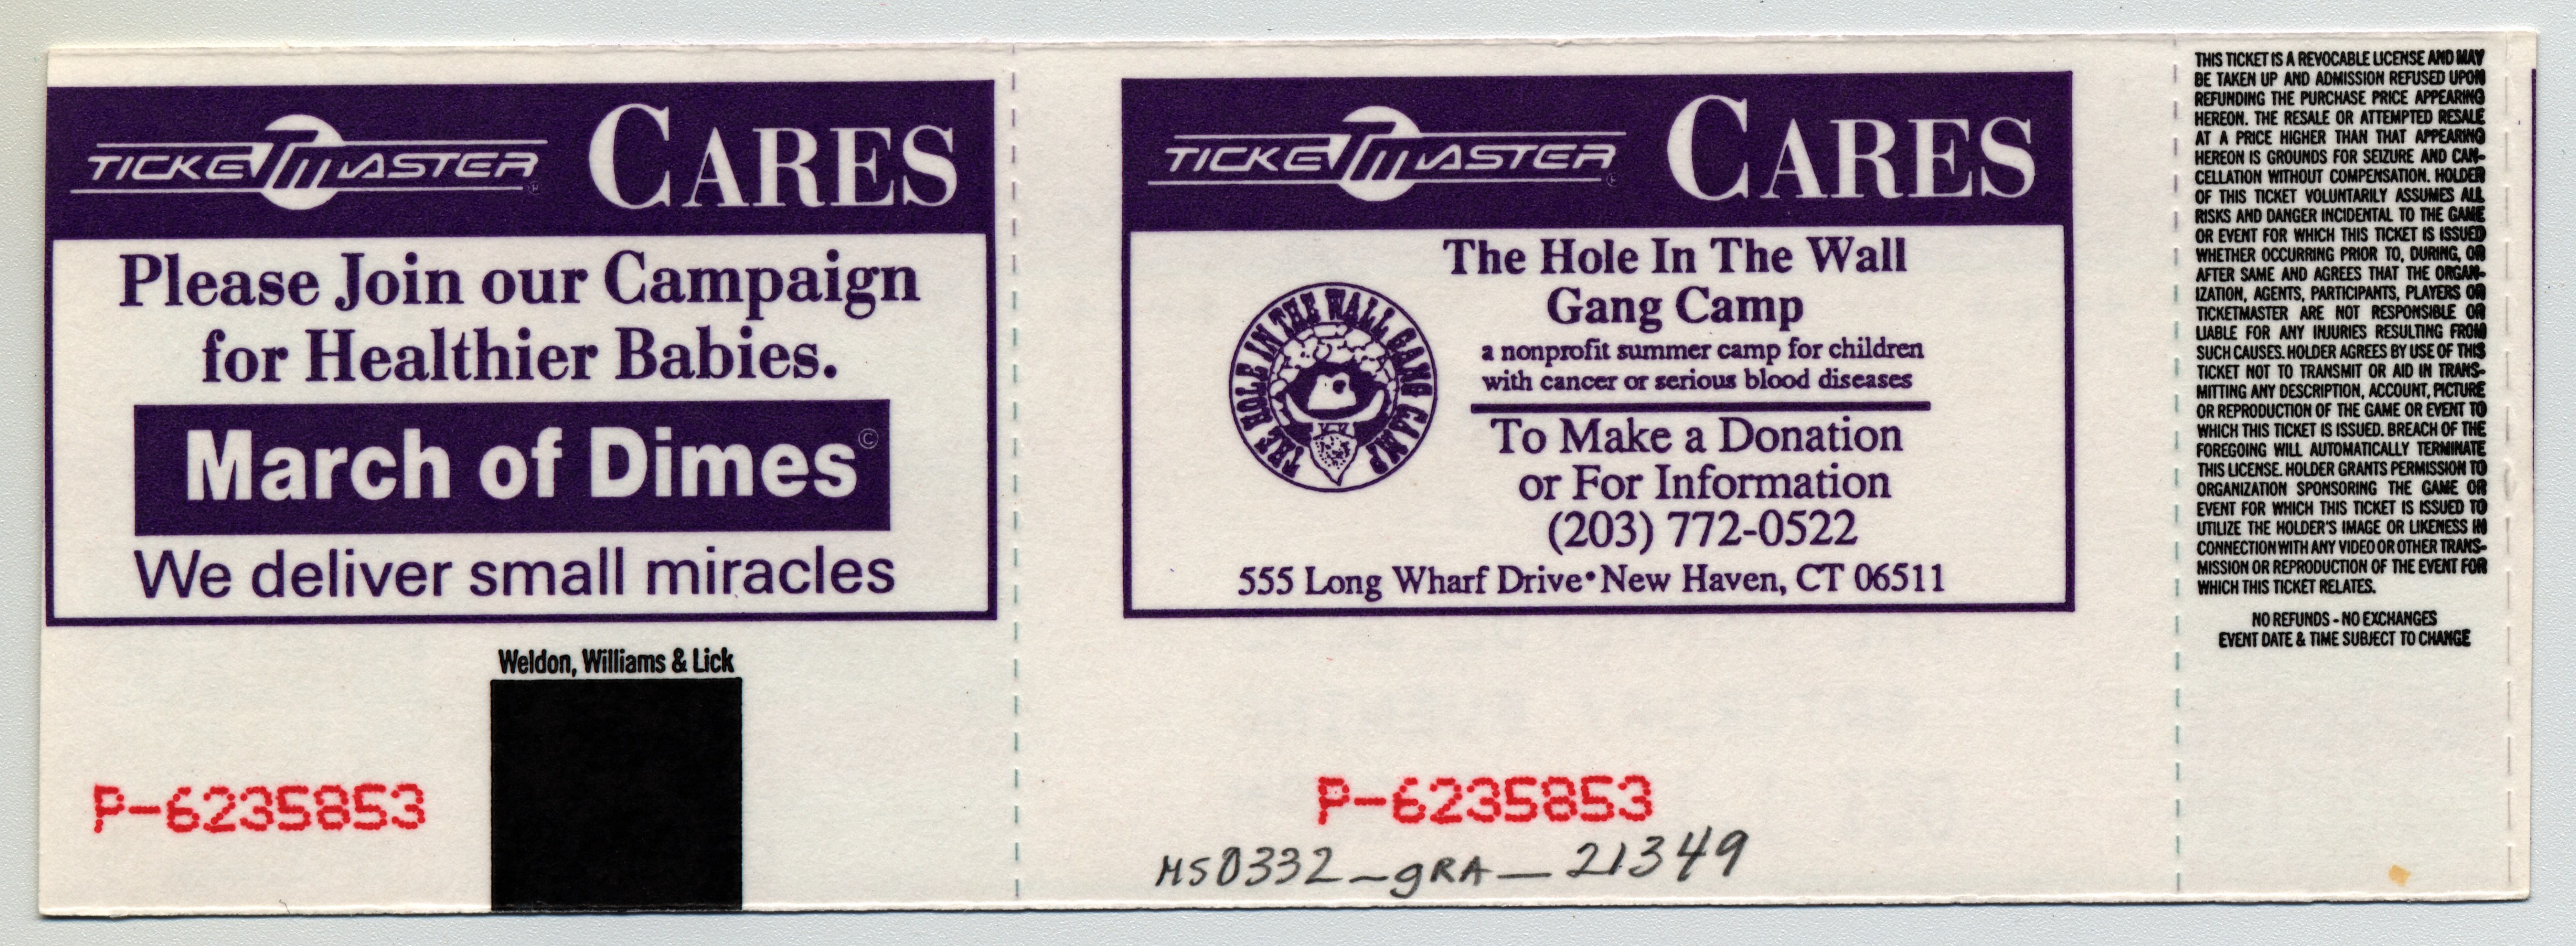 TICKETMASTER® CARES
Please Join our Campaign
for Healthier Babies.
March of Dimes©
We deliver small miracles
Weldon, Williams & Lick
P-6235853
TICKETMASTER® CARES
THE HOLE IN THE WALL GANG CAMP
The Hole In The Wall
Gang Camp
a nonprofit summer camp for children
with cancer or serious blood diseases
To Make a Donation
or For Information
(203) 772-0522
555 Long Wharf Drive•New Haven, CT 06511
P-6235853
MS0332_gRA_21349
THIS TICKET IS A REVOCABLE LICENSE AND MAY
BE TAKEN UP AND ADMISSION REFUSED UPON
REFUNDING THE PURCHASE PRICE APPEARING
HEREON. THE RESALE OR ATTEMPTED RESALE
AT A PRICE HIGHER THAN THAT APPEARING
HEREON IS GROUNDS FOR SEIZURE AND CAN-
CELLATION WITHOUT COMPENSATION. HOLDER
OF THIS TICKET VOLUNTARILY ASSUMES ALL
RISKS AND DANGER INCIDENTAL TO THE GAME
OR EVENT FOR WHICH THIS TICKET IS ISSUED
WHETHER OCCURRING PRIOR TO, DURING, OR
AFTER SAME AND AGREES THAT THE ORGAN-
IZATION, AGENTS, PARTICIPANTS, PLAYERS OR
TICKETMASTER ARE NOT RESPONSIBLE OR
LIABLE FOR ANY INJURIES RESULTING FROM
SUCH CAUSES. HOLDER AGREES BY USE OF THIS
TICKET NOT TO TRANSMIT OR AID IN TRANS-
MITTING ANY DESCRIPTION, ACCOUNT, PICTURE
OR REPRODUCTION OF THE GAME OR EVENT TO
WHICH THIS TICKET IS ISSUED. BREACH OF THE
FOREGOING WILL AUTOMATICALLY TERMINATE
THIS LICENSE. HOLDER GRANTS PERMISSION TO
ORGANIZATION SPONSORING THE GAME OR
EVENT FOR WHICH THIS TICKET IS ISSUED TO
UTILIZE THE HOLDER'S IMAGE OR LIKENESS IN
CONNECTION WITH ANY VIDEO OR OTHER TRANS-
MISSION OR REPRODUCTION OF THE EVENT FOR
WHICH THIS TICKET RELATES.
NO REFUNDS - NO EXCHANGES
EVENT DATE & TIME SUBJECT TO CHANGE